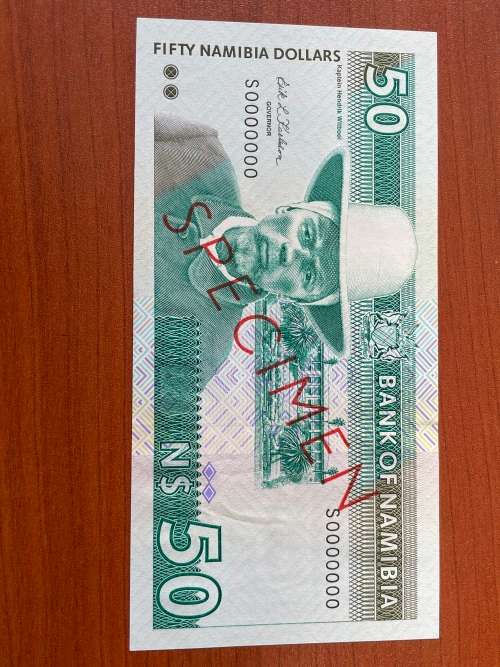 FIFTY NAMIBIA DOLLARS
50
Kaptein Hendrik Witbooi
GOVERNOR
S0000000
SPECIMEN
BANK OF NAMIBIA
S0000000
N$50